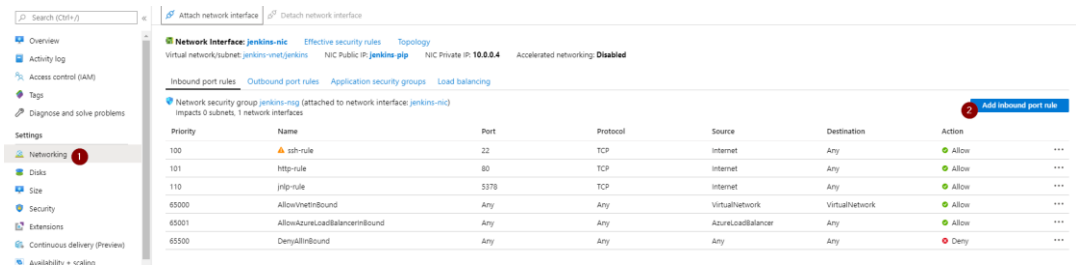 Search (Ctrl+/) «
Attach network interface Detach network interface
Overview
Activity log
Access control (IAM)
Tags
Diagnose and solve problems
Settings
Networking 1
Disks
Size
Security
Extensions
Continuous delivery (Preview)
Availability + scaling
Network Interface: jenkins-nic Effective security rules Topology
Virtual network/subnet: jenkins-vnet/jenkins NIC Public IP: jenkins-pip NIC Private IP: 10.0.0.4 Accelerated networking: Disabled
Inbound port rules Outbound port rules Application security groups Load balancing
Network security group jenkins-nsg (attached to network interface: jenkins-nic)
Impacts 0 subnets, 1 network interfaces
2 Add inbound port rule
Priority Name Port Protocol Source Destination Action
100 ssh-rule 22 TCP Internet Any Allow ...
101 http-rule 80 TCP Internet Any Allow ...
110 jnlp-rule 5378 TCP Internet Any Allow ...
65000 AllowVnetInBound Any Any VirtualNetwork VirtualNetwork Allow ...
65001 AllowAzureLoadBalancerInBound Any Any AzureLoadBalancer Any Allow ...
65500 DenyAllInBound Any Any Any Any Deny ...